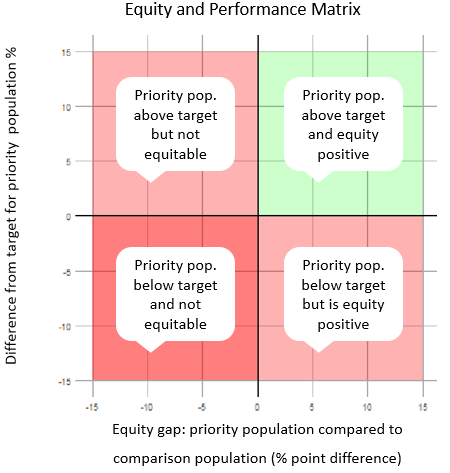 Equity and Performance Matrix
Difference from target for priority population %
15
10
5
0
-5
-10
-15
Priority pop.
above target
but not
equitable
Priority pop.
above target
and equity
positive
Priority pop.
below target
and not
equitable
Priority pop.
below target
but is equity
positive
-15
-10
-5
0
5
10
15
Equity gap: priority population compared to
comparison population (% point difference)